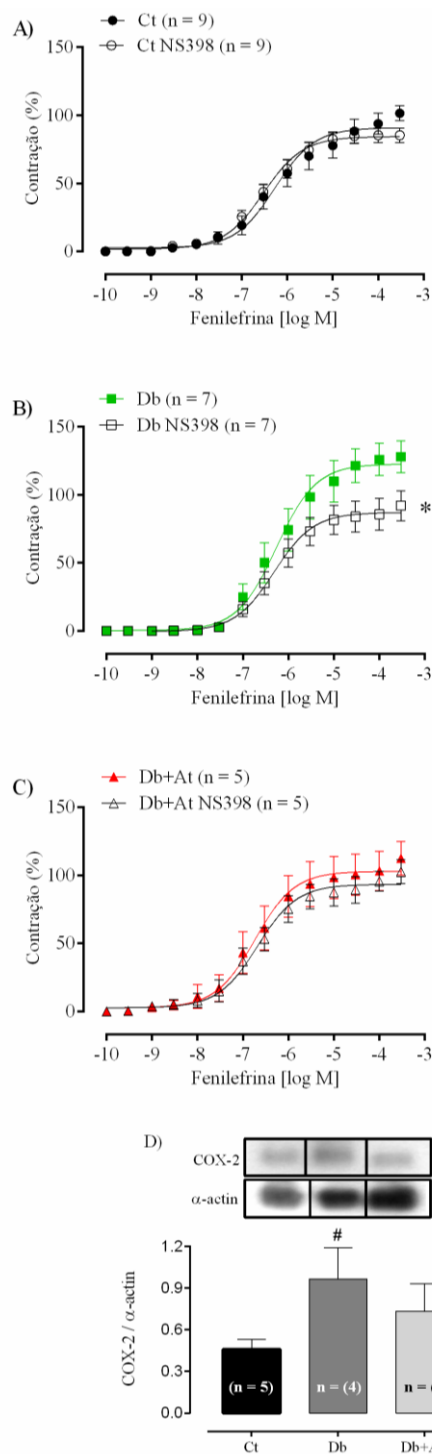 A)
Ct (n = 9)
Ct NS398 (n = 9)
150
100
50
0
Contração (%)
-10 -9 -8 -7 -6 -5 -4 -3
Fenilefrina [log M]
B)
Db (n = 7)
Db NS398 (n = 7)
150
100
50
0
Contração (%)
*
-10 -9 -8 -7 -6 -5 -4 -3
Fenilefrina [log M]
C)
Db+At (n = 5)
Db+At NS398 (n = 5)
150
100
50
0
Contração (%)
-10 -9 -8 -7 -6 -5 -4 -3
Fenilefrina [log M]
D)
COX-2
α-actin
#
1.2
0.9
0.6
0.3
0.0
COX-2 / α-actin
(n = 5) n = (4) n =
Ct Db